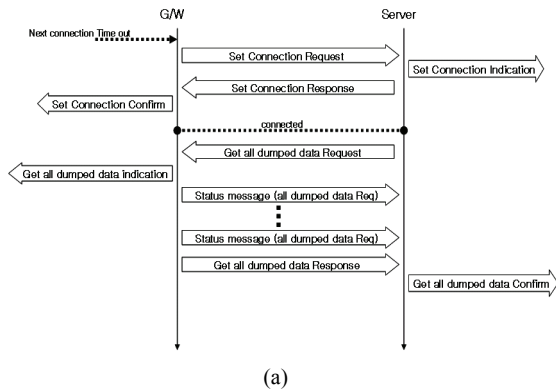 G/W
Server
Next connection Time out
Set Connection Request
Set Connection Indication
Set Connection Response
Set Connection Confirm
connected
Get all dumped data Request
Get all dumped data indication
Status message (all dumped data Req)
Status message (all dumped data Req)
Get all dumped data Response
Get all dumped data Confirm
(a)